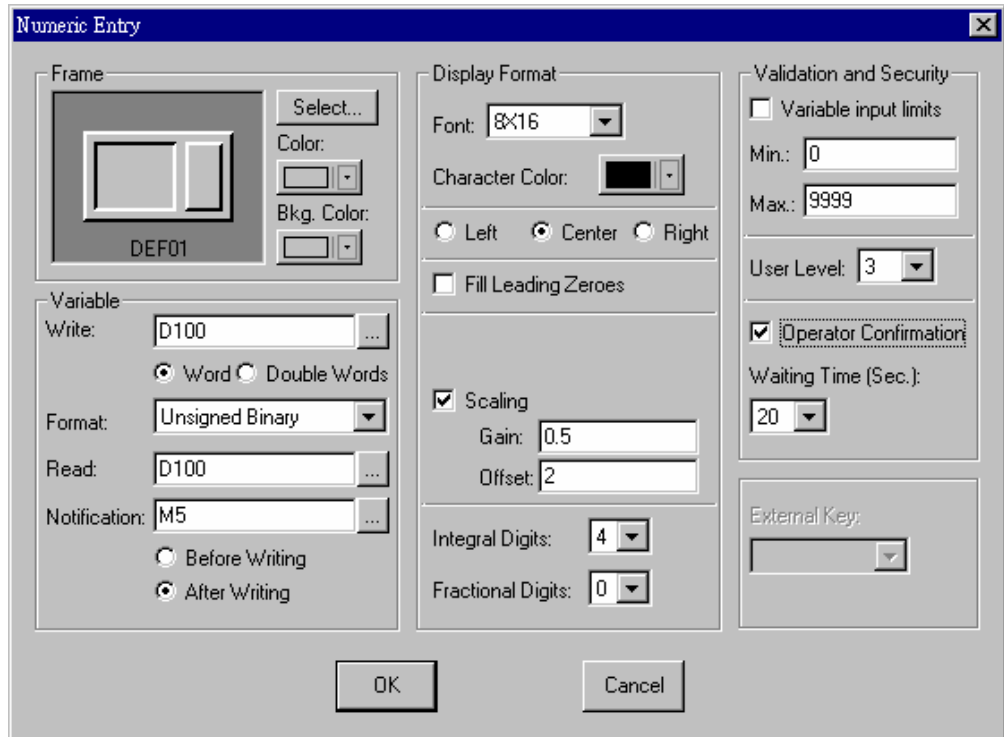 Numeric Entry
Frame
Select...
Color:
Bkg. Color:
DEF01
Variable
Write: D100 ...
Word Double Words
Format: Unsigned Binary
Read: D100 ...
Notification: M5 ...
Before Writing
After Writing
Display Format
Font: 8X16
Character Color:
Left Center Right
Fill Leading Zeroes
Scaling
Gain: 0.5
Offset: 2
Integral Digits: 4
Fractional Digits: 0
Validation and Security
Variable input limits
Min.: 0
Max.: 9999
User Level: 3
Operator Confirmation
Waiting Time (Sec.):
20
External Key:
OK Cancel